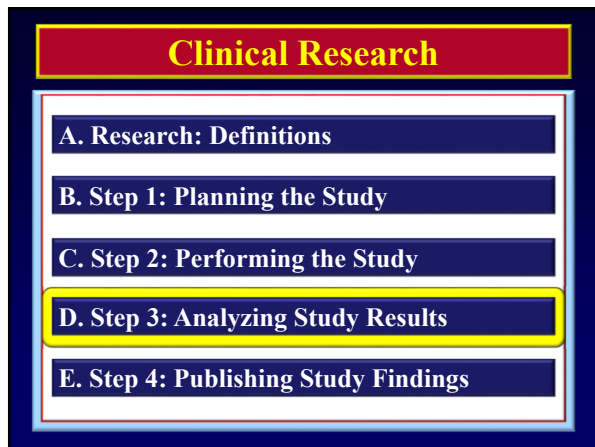 Clinical Research
A. Research: Definitions
B. Step 1: Planning the Study
C. Step 2: Performing the Study
D. Step 3: Analyzing Study Results
E. Step 4: Publishing Study Findings